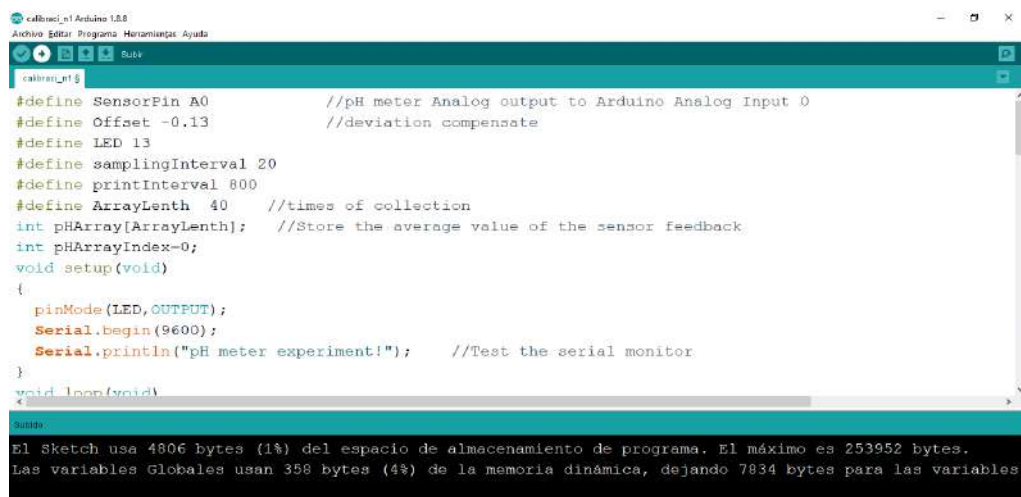 calibraci_n1 Arduino 1.8.8
Archivo Editar Programa Herramientas Ayuda
Subir
calibraci_n1 §
#define SensorPin A0 //pH meter Analog output to Arduino Analog Input 0
#define Offset -0.13 //deviation compensate
#define LED 13
#define samplingInterval 20
#define printInterval 800
#define ArrayLenth 40 //times of collection
int pHArray[ArrayLenth]; //Store the average value of the sensor feedback
int pHArrayIndex=0;
void setup(void)
{
pinMode(LED,OUTPUT);
Serial.begin(9600);
Serial.println("pH meter experiment!"); //Test the serial monitor
}
void loop(void)
Subido
El Sketch usa 4806 bytes (1%) del espacio de almacenamiento de programa. El máximo es 253952 bytes.
Las variables Globales usan 358 bytes (4%) de la memoria dinámica, dejando 7834 bytes para las variables